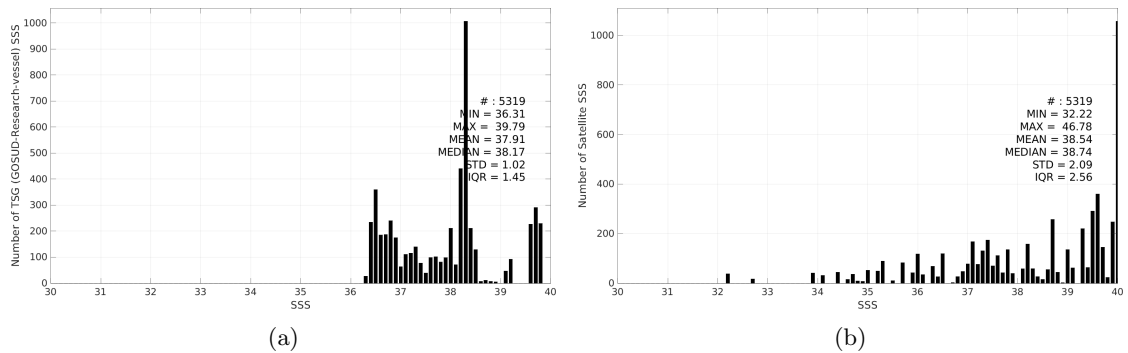 Number of TSG (GOSUD-Research-vessel) SSS
1000
900
800
700
600
500
400
300
200
100
0
# : 5319
MIN = 36.31
MAX = 39.79
MEAN = 37.91
MEDIAN = 38.17
STD = 1.02
IQR = 1.45
30 31 32 33 34 35 36 37 38 39 40
SSS
(a)
Number of Satellite SSS
1000
800
600
400
200
0
# : 5319
MIN = 32.22
MAX = 46.78
MEAN = 38.54
MEDIAN = 38.74
STD = 2.09
IQR = 2.56
30 31 32 33 34 35 36 37 38 39 40
SSS
(b)